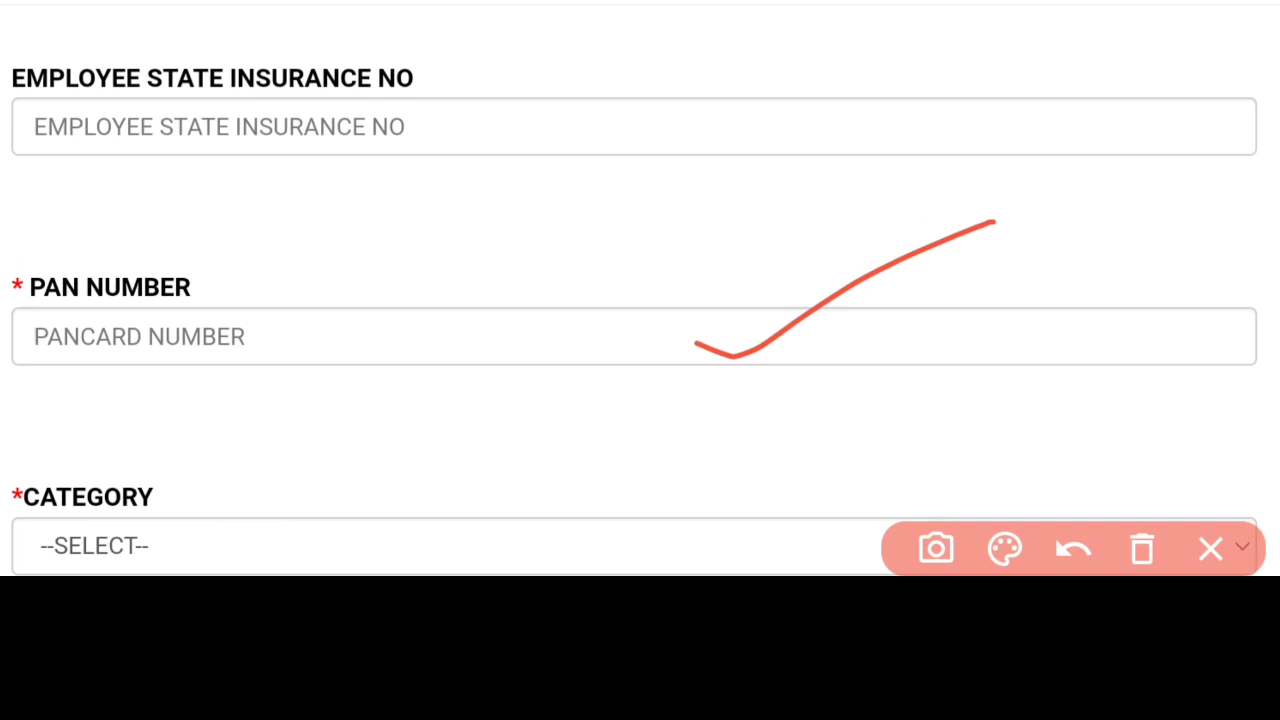 EMPLOYEE STATE INSURANCE NO
EMPLOYEE STATE INSURANCE NO
* PAN NUMBER
PANCARD NUMBER
*CATEGORY
--SELECT--